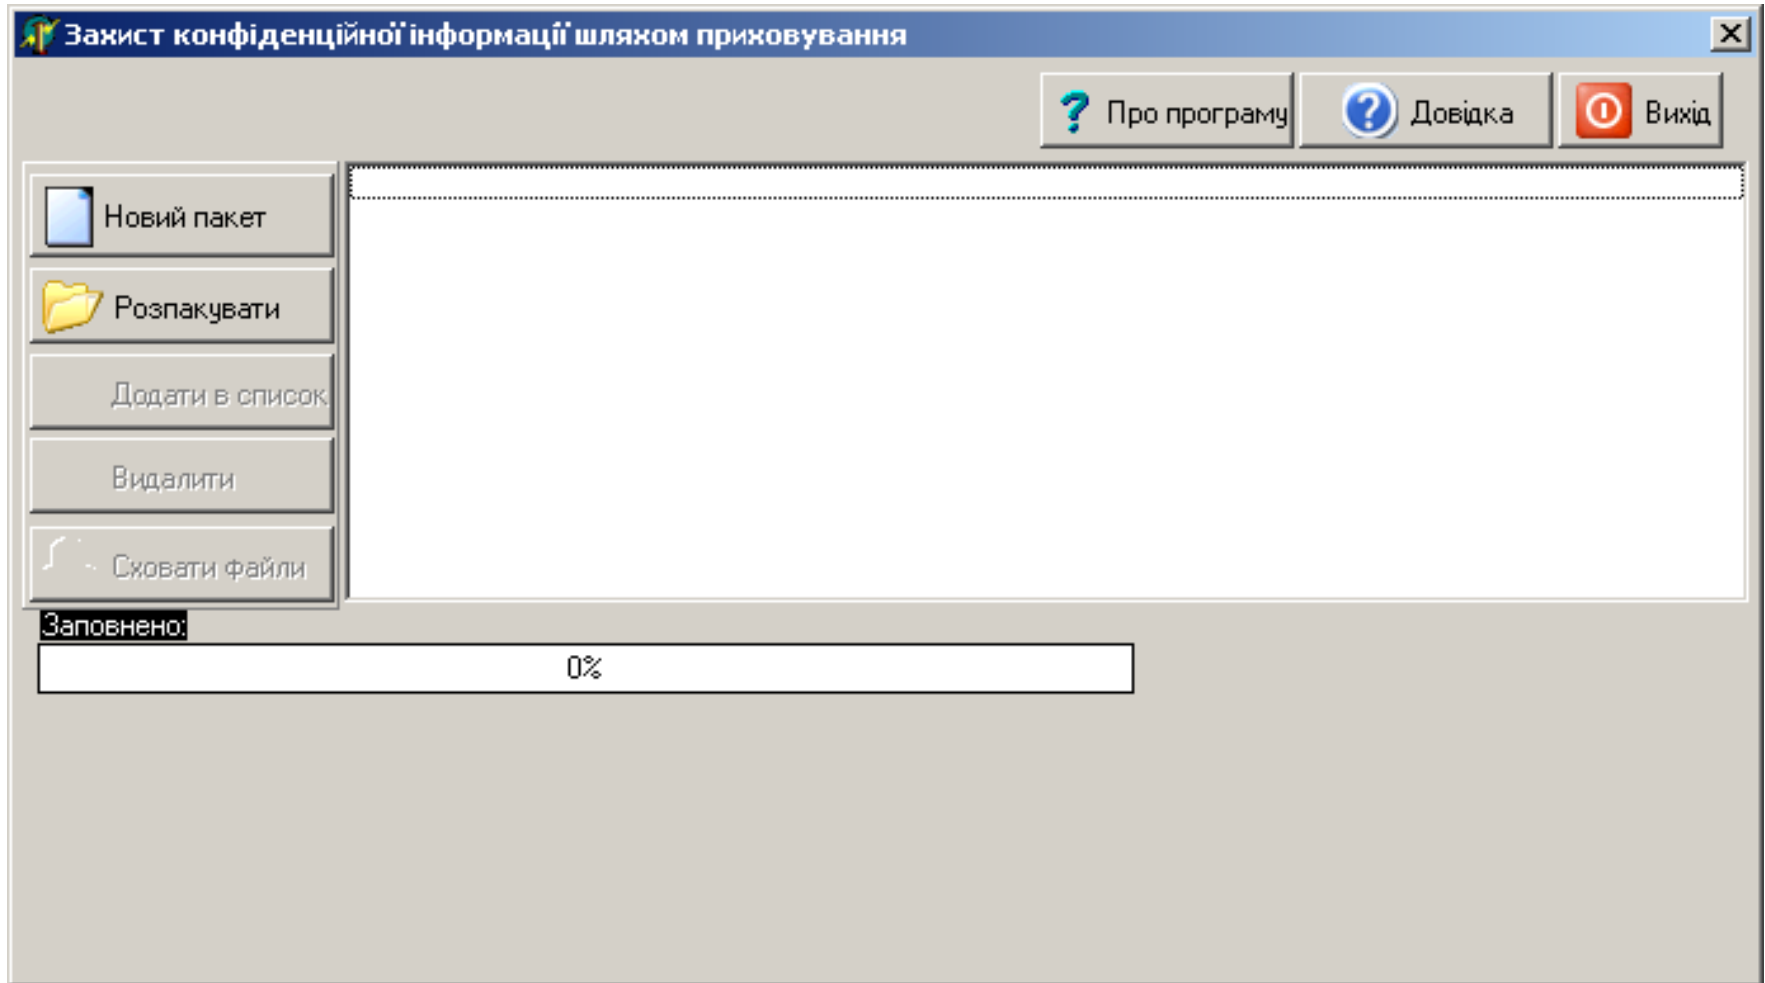 Захист конфіденційної інформації шляхом приховування
Про програму
Довідка
Вихід
Новий пакет
Розпакувати
Додати в список
Видалити
Сховати файли
Заповнено:
0%